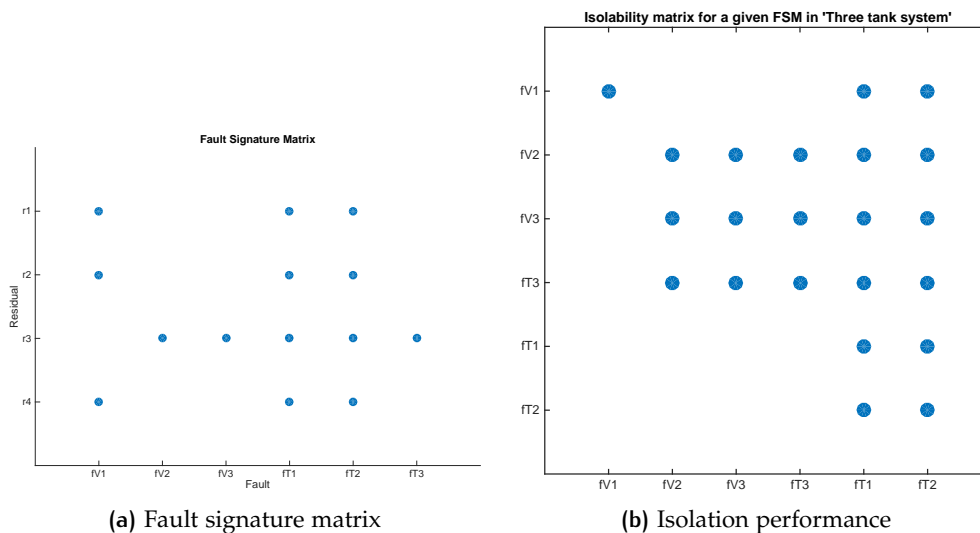 Fault Signature Matrix
Residual
r1
r2
r3
r4
fV1 fV2 fV3 fT1 fT2 fT3
Fault
(a) Fault signature matrix
Isolability matrix for a given FSM in 'Three tank system'
fV1
fV2
fV3
fT3
fT1
fT2
fV1 fV2 fV3 fT3 fT1 fT2
(b) Isolation performance